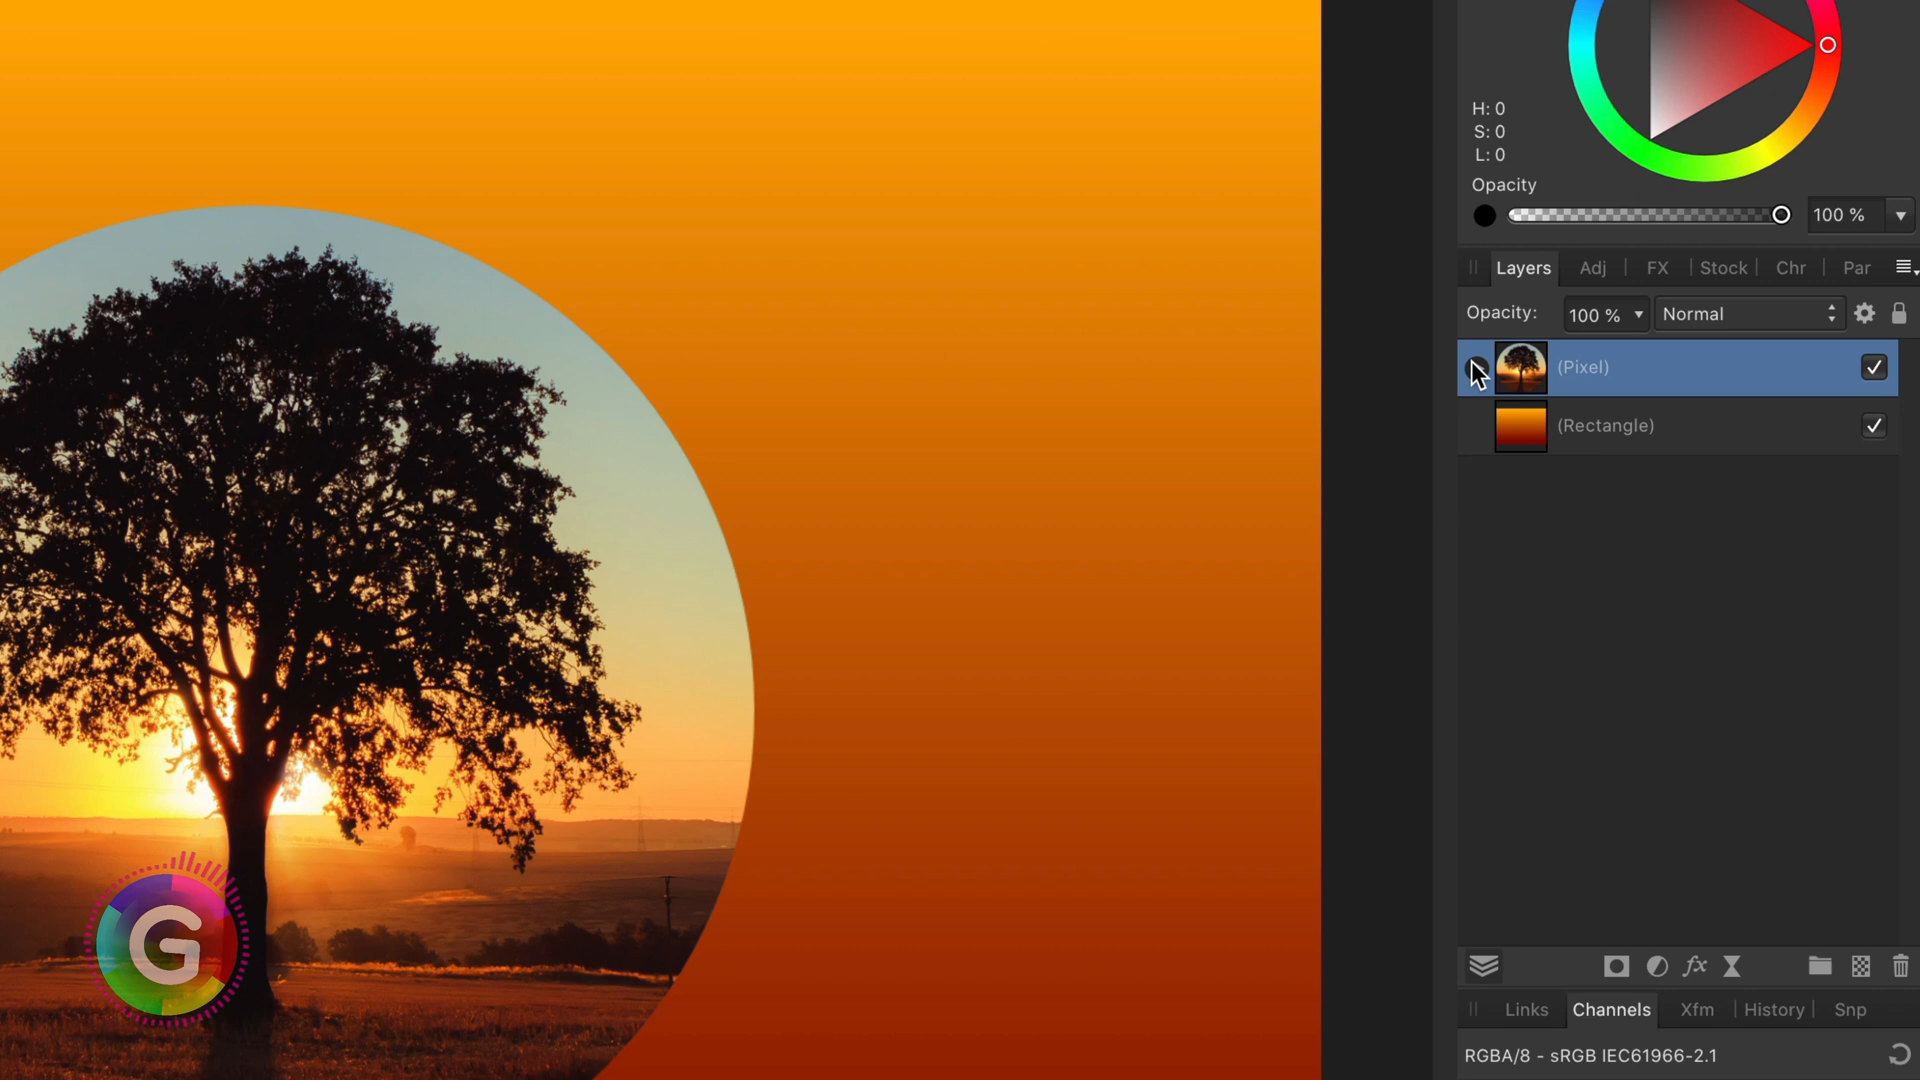 H: 0
S: 0
L: 0
Opacity
100 %
Layers Adj FX Stock Chr Par
Opacity: 100 % Normal
(Pixel)
(Rectangle)
fx
Links Channels Xfm History Snp
RGBA/8 - sRGB IEC61966-2.1
G